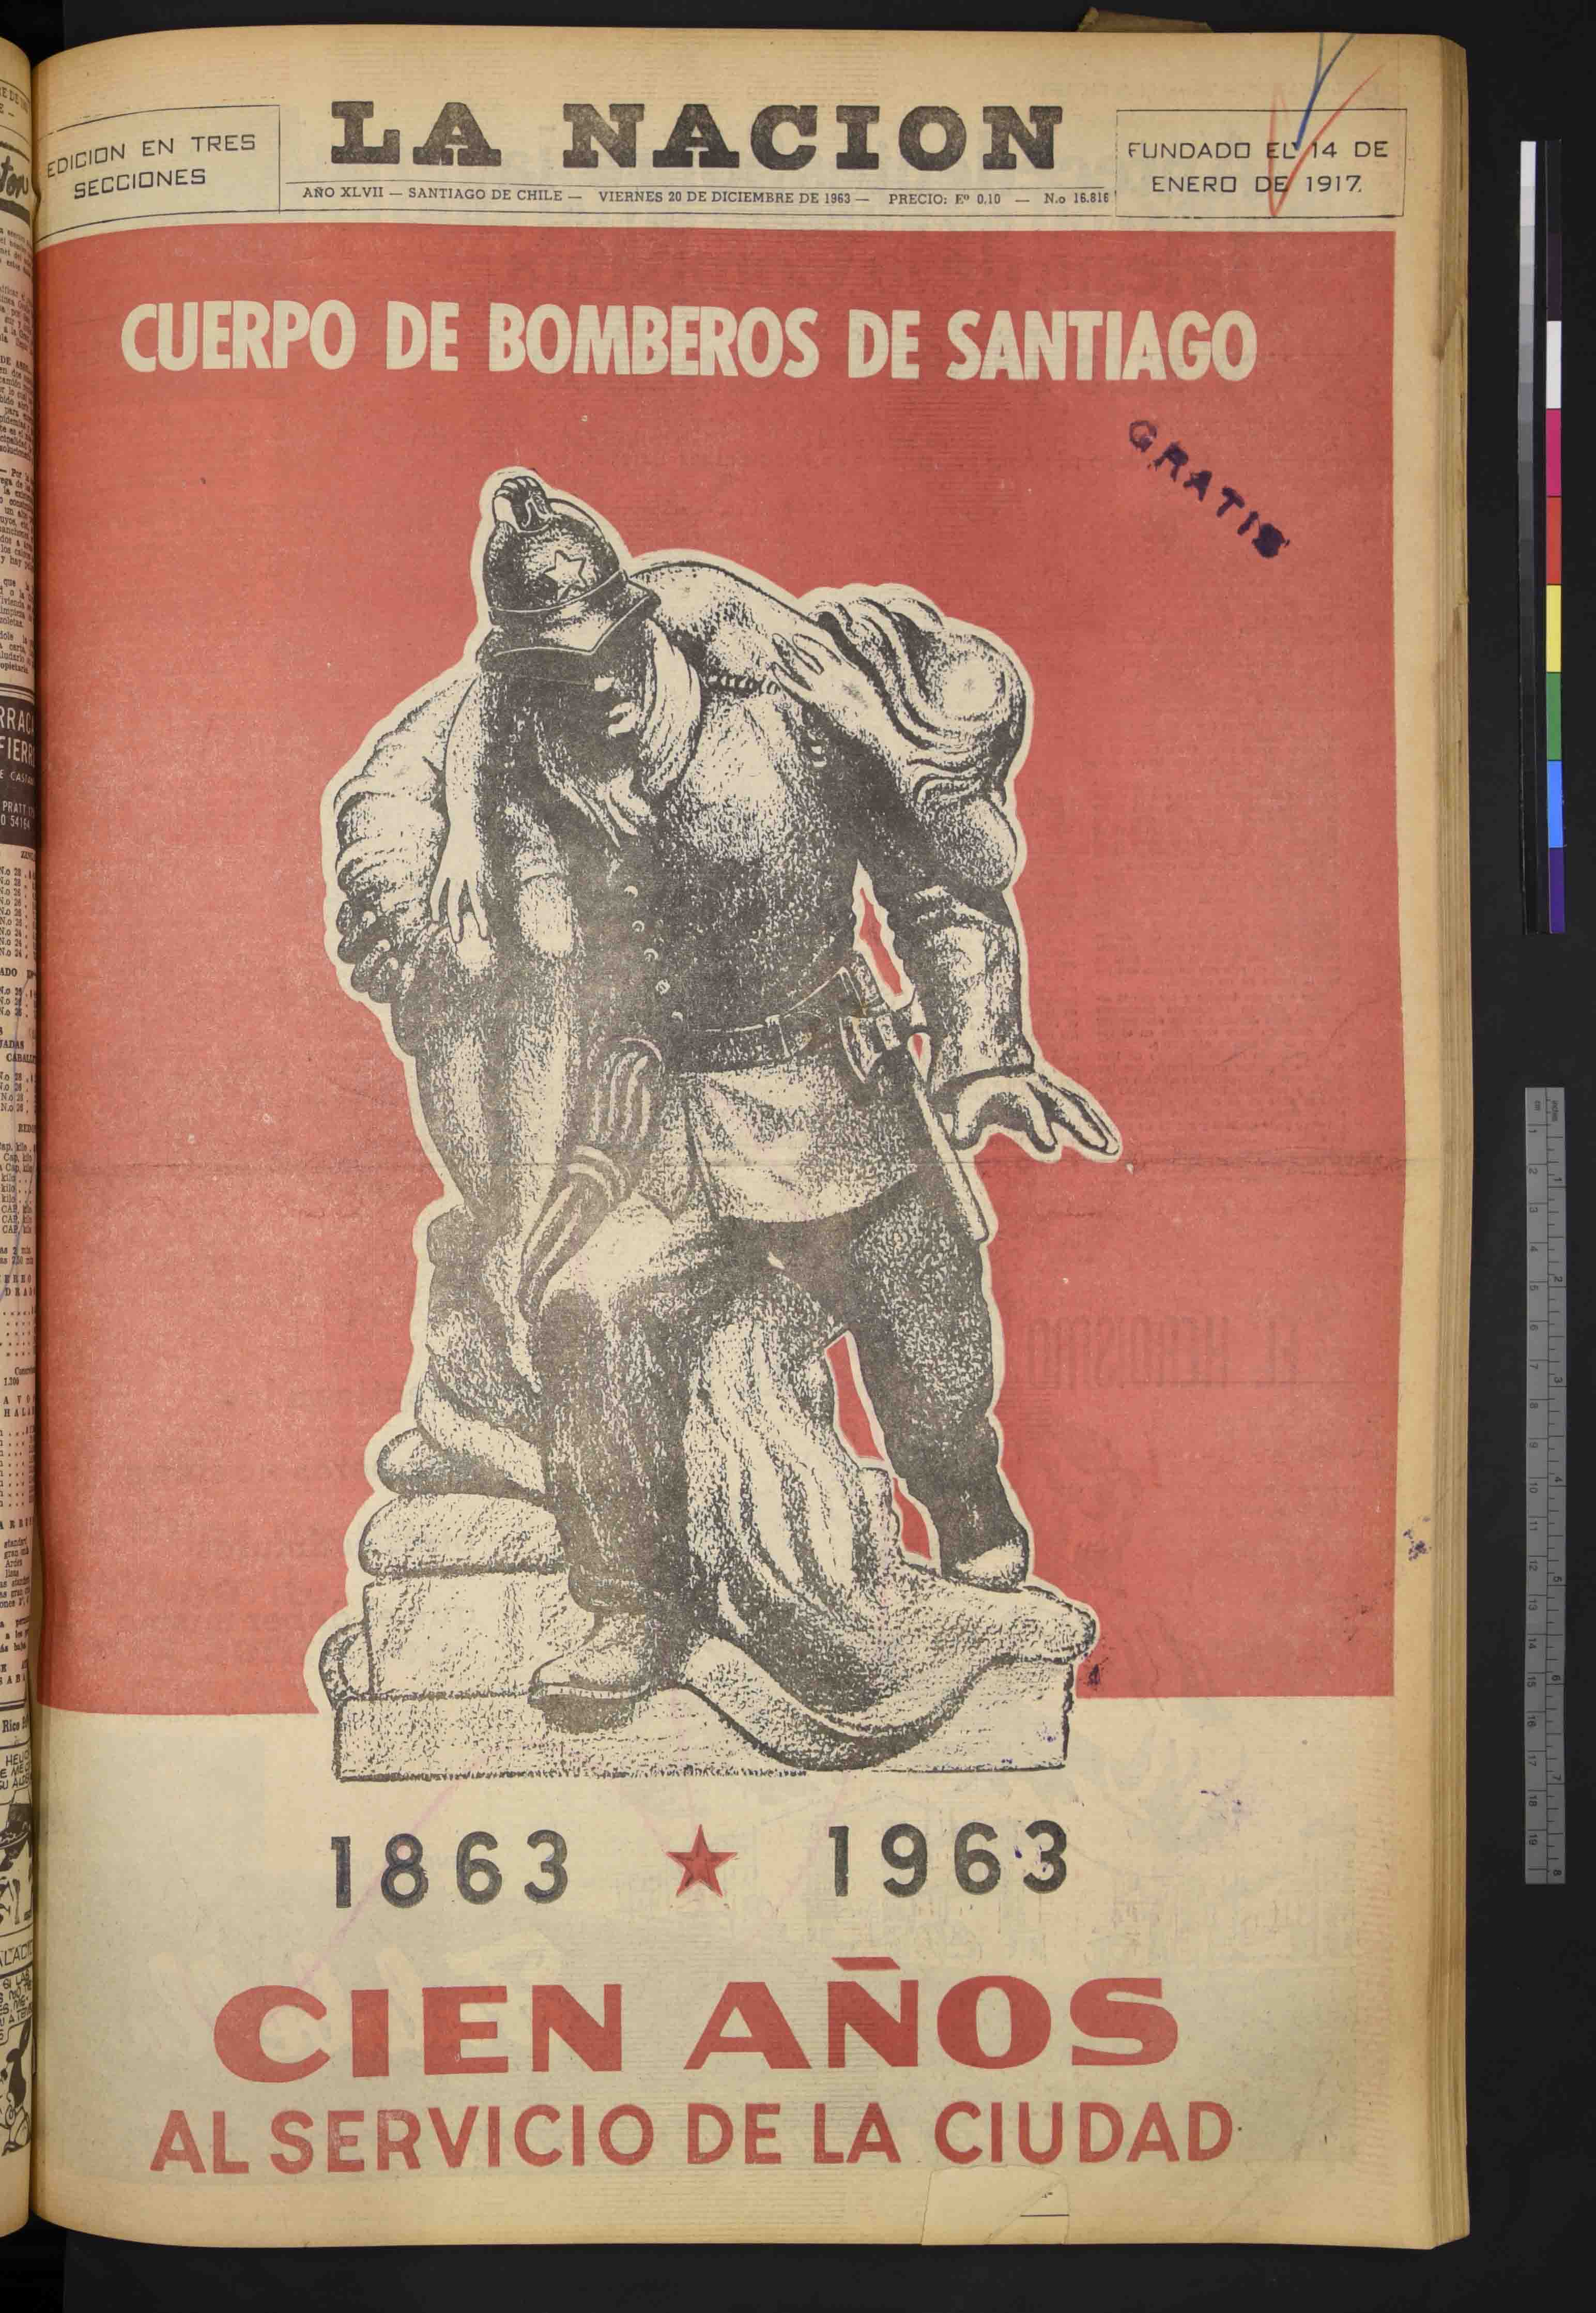 LA NACION
EDICION EN TRES
SECCIONES
FUNDADO EL 14 DE
ENERO DE 1917.
AÑO XLVII — SANTIAGO DE CHILE — VIERNES 20 DE DICIEMBRE DE 1963 — PRECIO: Eº 0,10 — N.o 16.816
CUERPO DE BOMBEROS DE SANTIAGO
GRATIS
1863 ★ 1963
CIEN AÑOS
AL SERVICIO DE LA CIUDAD